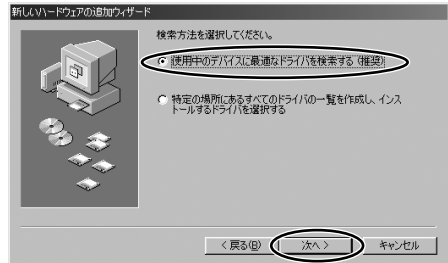 新しいハードウェアの追加ウィザード
検索方法を選択してください。
使用中のデバイスに最適なドライバを検索する (推奨)
特定の場所にあるすべてのドライバの一覧を作成し、インス
トールするドライバを選択する
< 戻る(B)　次へ >　キャンセル